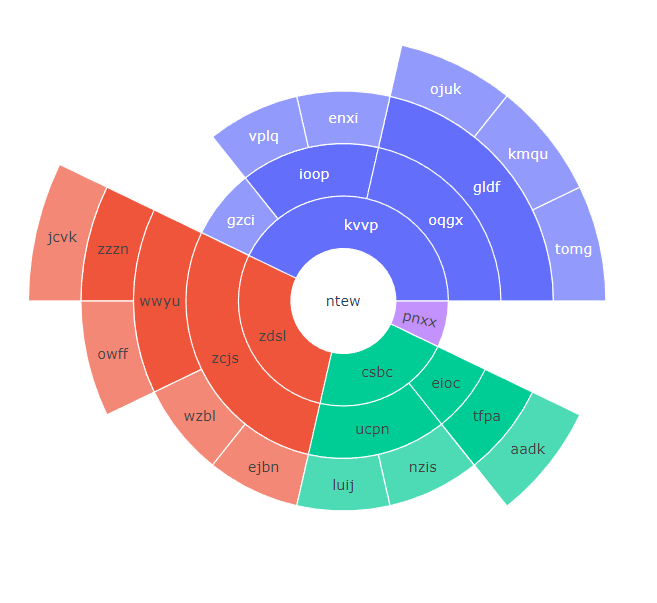 ojuk
enxi
vplq
kmqu
ioop
gldf
gzci
oqgx
kvvp
jcvk
zzzn
tomg
wwyu
ntew
pnxx
zdsl
owff
zcjs
csbc
eioc
wzbl
tfpa
ucpn
aadk
ejbn
nzis
luij